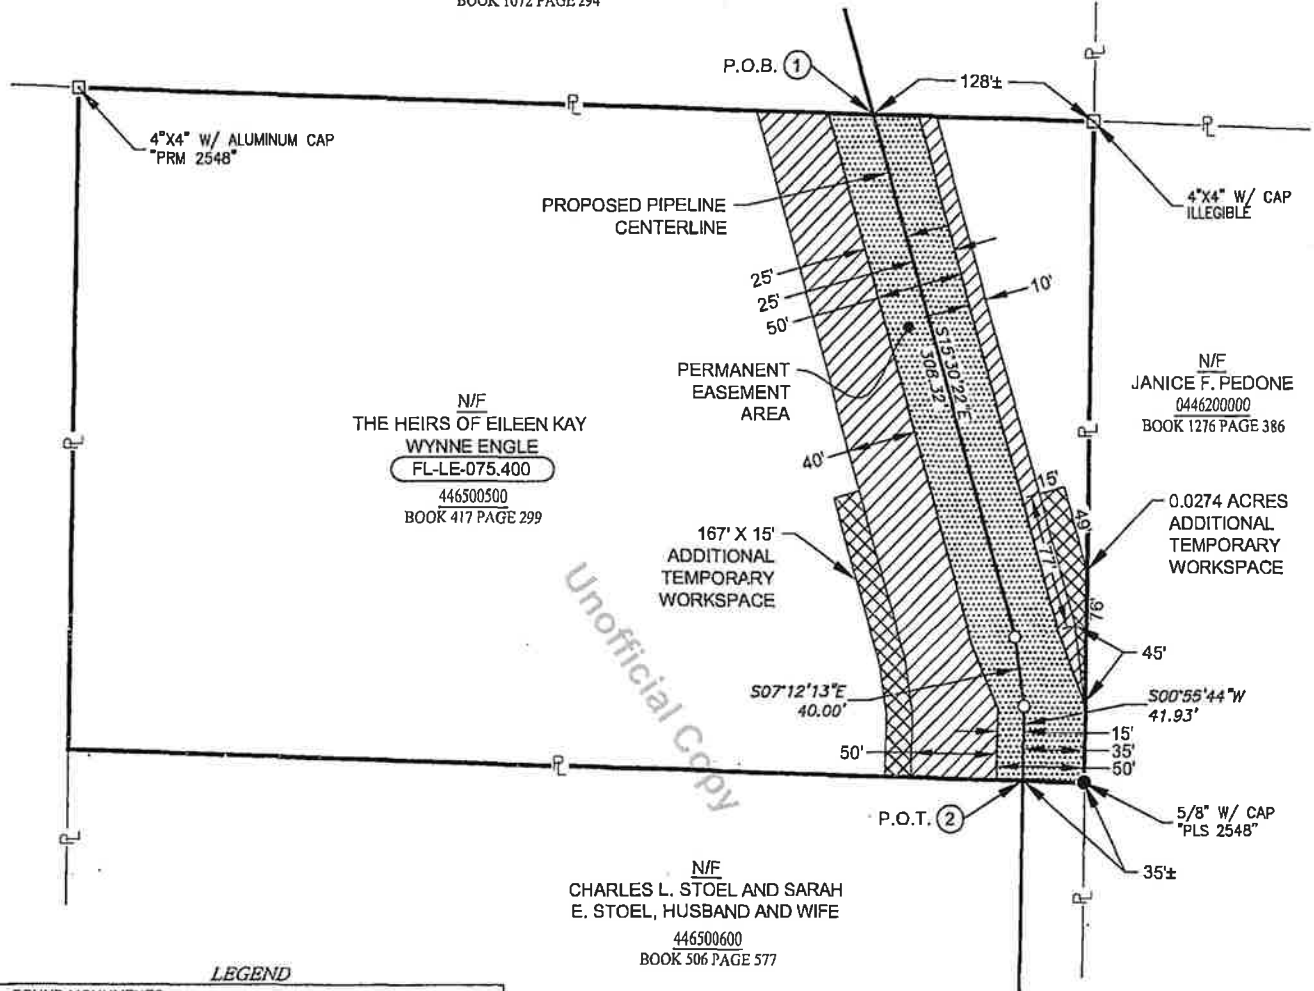 BOOK 1072 PAGE 294
P.O.B. 1
128'±
4"X4" W/ ALUMINUM CAP
"PRM 2548"
4"X4" W/ CAP
ILLEGIBLE
PROPOSED PIPELINE
CENTERLINE
25'
25'
50'
10'
S15°30'22"E
308.32'
PERMANENT
EASEMENT
AREA
N/F
JANICE F. PEDONE
0446200000
BOOK 1276 PAGE 386
N/F
THE HEIRS OF EILEEN KAY
WYNNE ENGLE
FL-LE-075.400
446500500
BOOK 417 PAGE 299
40'
15'
49'
77'
76'
0.0274 ACRES
ADDITIONAL
TEMPORARY
WORKSPACE
167' X 15'
ADDITIONAL
TEMPORARY
WORKSPACE
45'
S07°12'13"E
40.00'
S00°55'44"W
41.93'
15'
35'
50'
50'
Unofficial Copy
P.O.T. 2
5/8" W/ CAP
"PLS 2548"
35'±
N/F
CHARLES L. STOEL AND SARAH
E. STOEL, HUSBAND AND WIFE
446500600
BOOK 506 PAGE 577
LEGEND